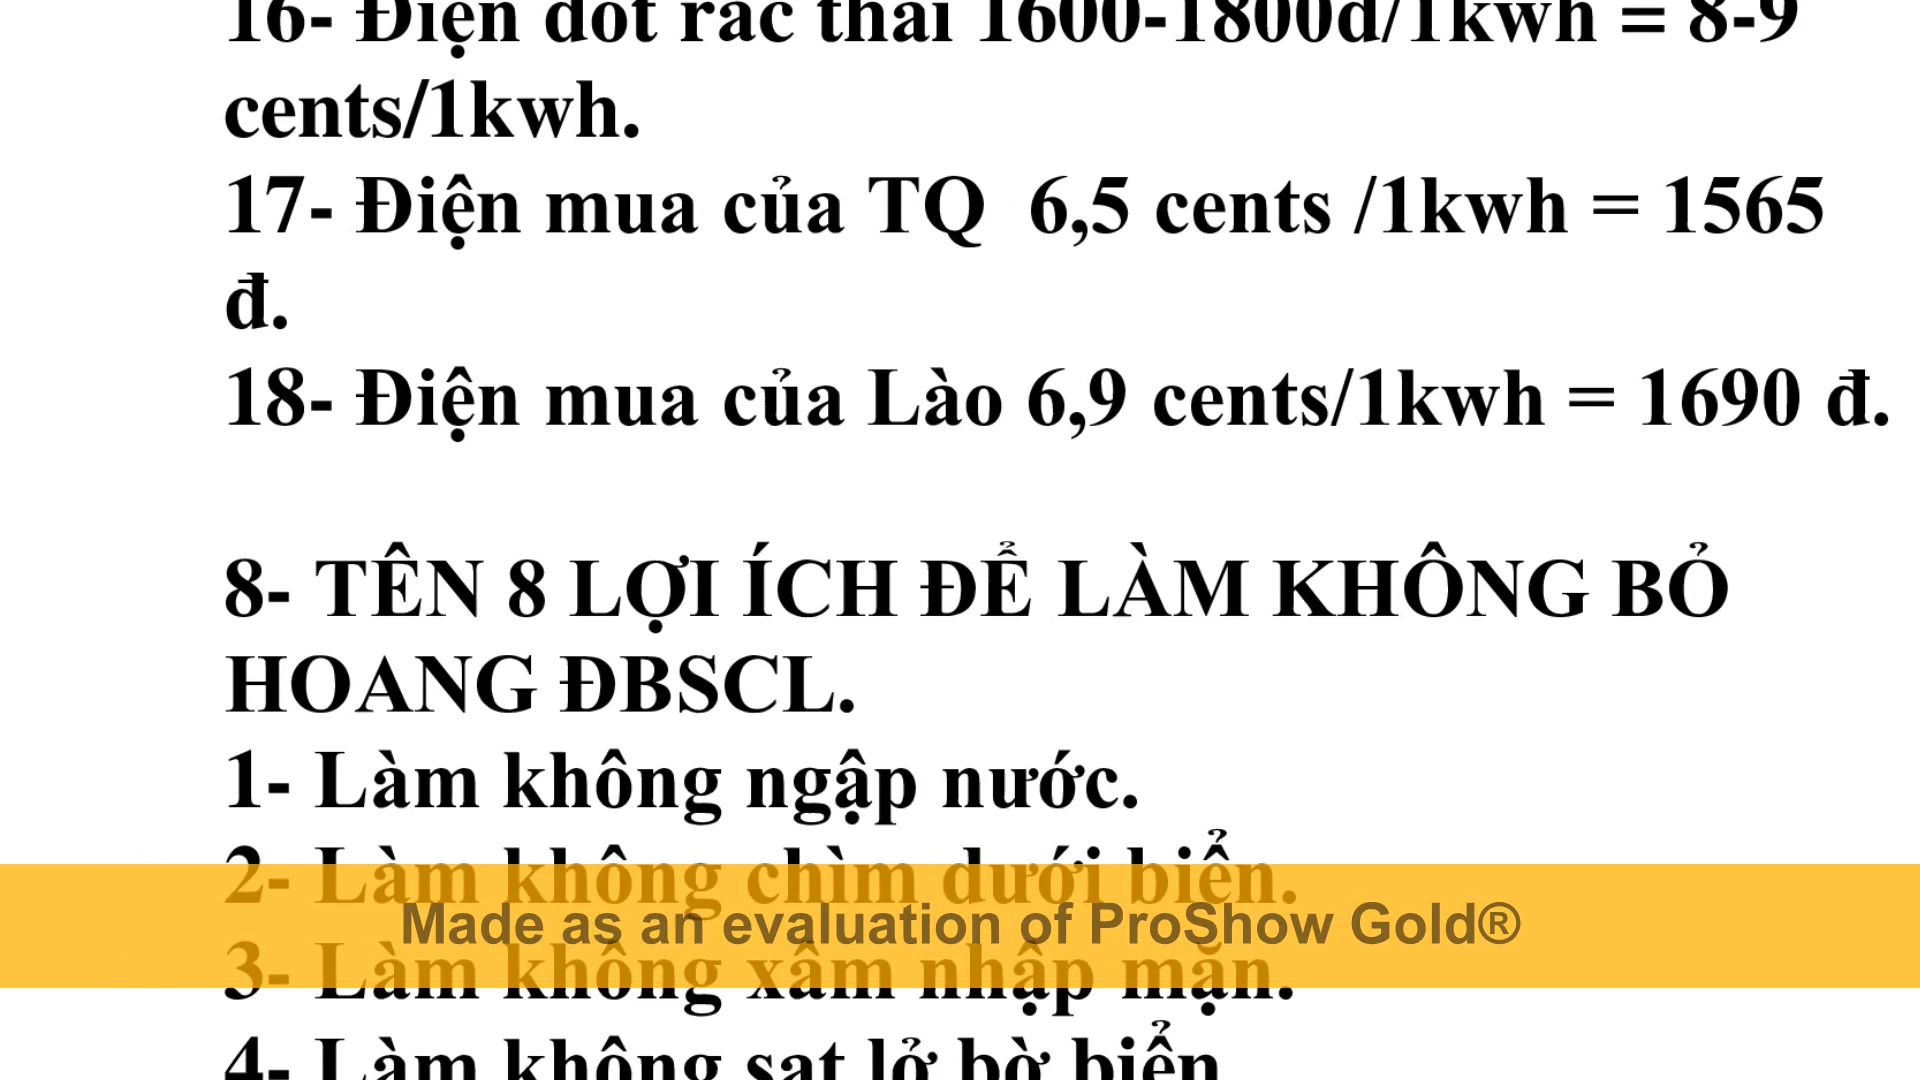 16- Điện đốt rác thải 1600-1800đ/1kwh = 8-9
cents/1kwh.
17- Điện mua của TQ 6,5 cents /1kwh = 1565
đ.
18- Điện mua của Lào 6,9 cents/1kwh = 1690 đ.
8- TÊN 8 LỢI ÍCH ĐỂ LÀM KHÔNG BỎ
HOANG ĐBSCL.
1- Làm không ngập nước.
2- Làm không chìm dưới biển.
Made as an evaluation of ProShow Gold®
3- Làm không xâm nhập mặn.
4- Làm không sạt lở bờ biển